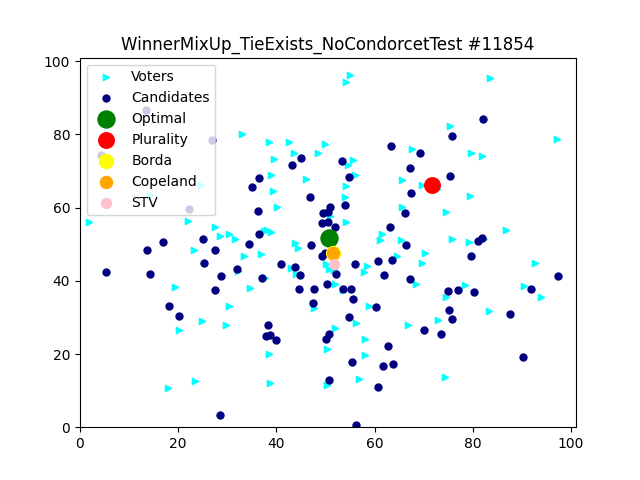 WinnerMixUp_TieExists_NoCondorcetTest #11854
Voters
Candidates
Optimal
Plurality
Borda
Copeland
STV
100
80
60
40
20
0
0 20 40 60 80 100